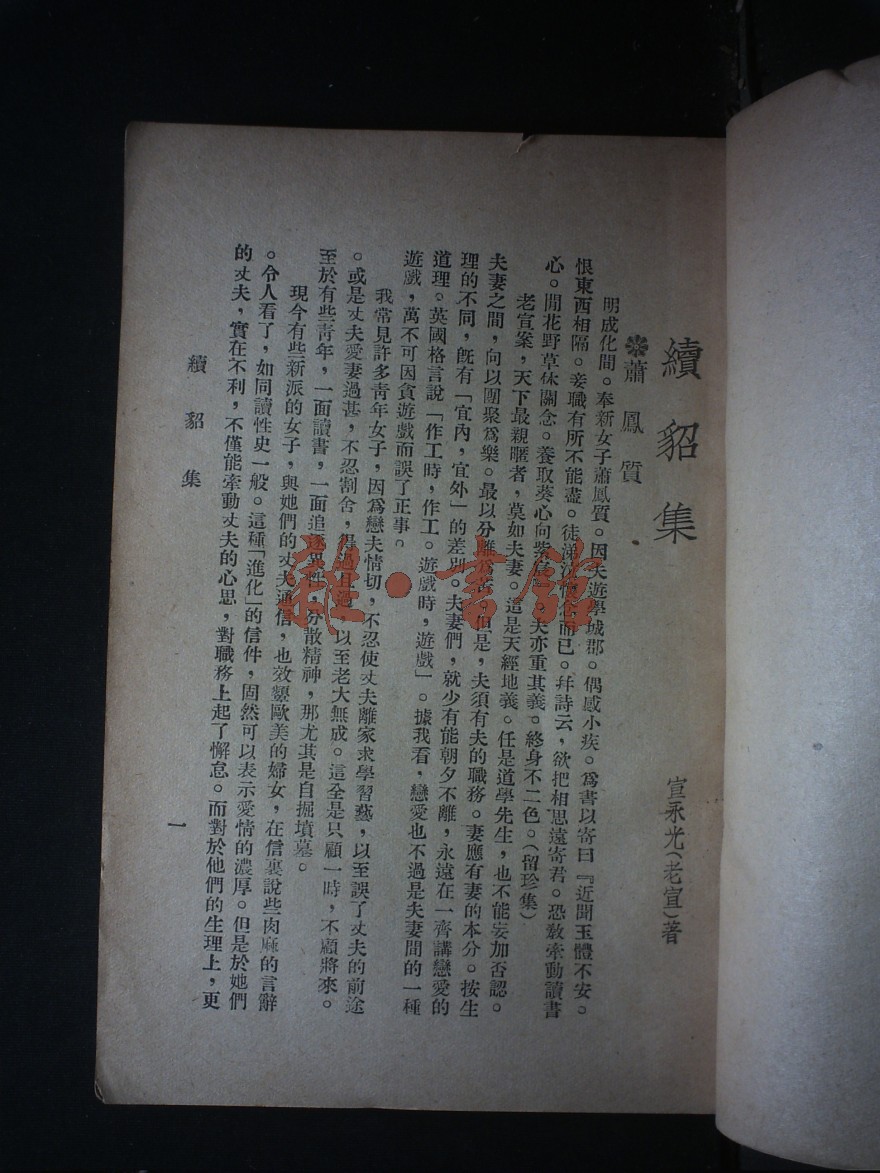 續貂集
宣永光(老宣)著
❋蕭鳳質
明成化間。奉新女子蕭鳳質。因夫遊學城郡。偶感小疾。爲書以寄曰『近聞玉體不安。
恨東西相隔。妾職有所不能盡。徒涕泣懷念而已。幷詩云，欲把相思遠寄君。恐敎牽動讀書
心。閒花野草休關念。養取葵心向紫宸』夫亦重其義。終身不二色。(留珍集)
老宣案，天下最親暱者，莫如夫妻。這是天經地義。任是道學先生，也不能妄加否認。
夫妻之間，向以團聚爲樂。最以分離爲苦。但是，夫須有夫的職務。妻應有妻的本分。按生
理的不同，旣有「宜內，宜外」的差別。夫妻們，就少有能朝夕不離，永遠在一齊講戀愛的
道理。英國格言說「作工時，作工。遊戲時，遊戲」。據我看，戀愛也不過是夫妻間的一種
遊戲，萬不可因貪遊戲而誤了正事。
我常見許多靑年女子，因爲戀夫情切，不忍使丈夫離家求學習藝，以至誤了丈夫的前途
。或是丈夫愛妻過甚，不忍割舍，得過且過，以至老大無成。這全是只顧一時，不顧將來。
至於有些靑年，一面讀書，一面追逐異性，分散精神，那尤其是自掘墳墓。
現今有些新派的女子，與她們的丈夫通信，也效顰歐美的婦女，在信裏說些肉麻的言辭
。令人看了，如同讀性史一般。這種「進化」的信件，固然可以表示愛情的濃厚。但是於她們
的丈夫，實在不利，不僅能牽動丈夫的心思，對職務上起了懈怠。而對於他們的生理上，更
續貂集
一
雜·書館